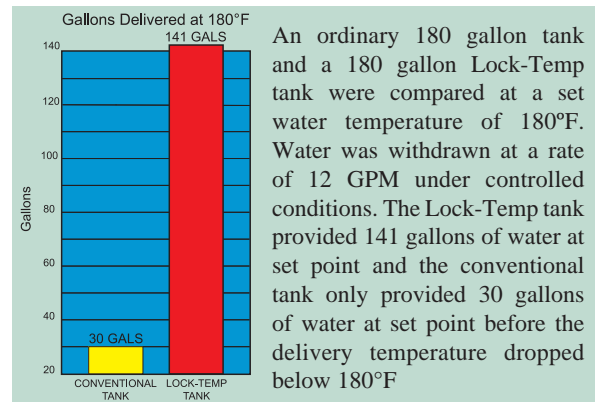 Gallons Delivered at 180°F
141 GALS
140
120
100
80
60
40
20
Gallons
30 GALS
CONVENTIONAL
TANK
LOCK-TEMP
TANK
An ordinary 180 gallon tank
and a 180 gallon Lock-Temp
tank were compared at a set
water temperature of 180ºF.
Water was withdrawn at a rate
of 12 GPM under controlled
conditions. The Lock-Temp tank
provided 141 gallons of water at
set point and the conventional
tank only provided 30 gallons
of water at set point before the
delivery temperature dropped
below 180°F